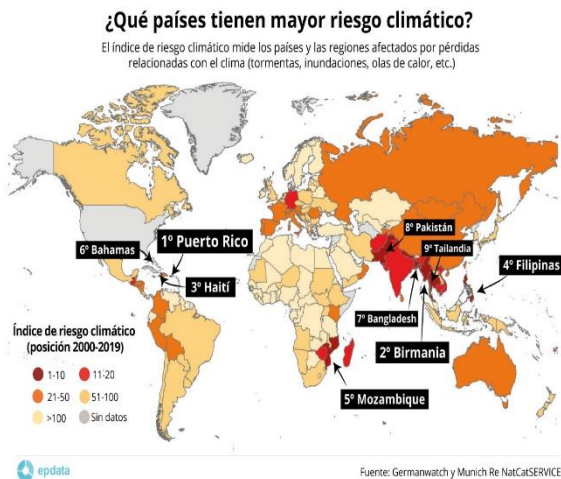 ¿Qué países tienen mayor riesgo climático?
El índice de riesgo climático mide los países y las regiones afectados por pérdidas
relacionadas con el clima (tormentas, inundaciones, olas de calor, etc.)
8º Pakistán
1º Puerto Rico
9º Tailandia
6º Bahamas
4º Filipinas
3º Haití
7º Bangladesh
2º Birmania
5º Mozambique
Índice de riesgo climático
(posición 2000-2019)
1-10
11-20
21-50
51-100
>100
Sin datos
epdata
Fuente: Germanwatch y Munich Re NatCatSERVICE